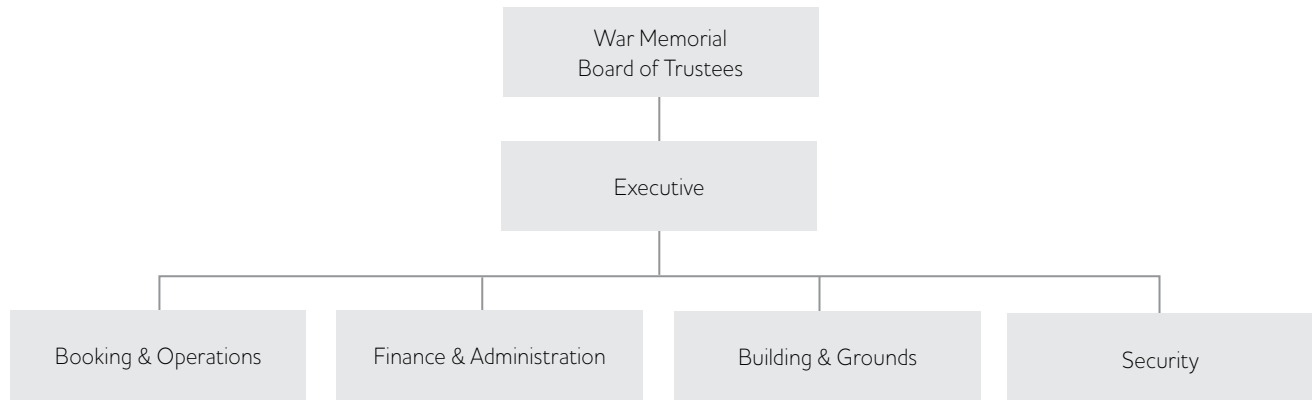 War Memorial
Board of Trustees
Executive
Booking & Operations
Finance & Administration
Building & Grounds
Security